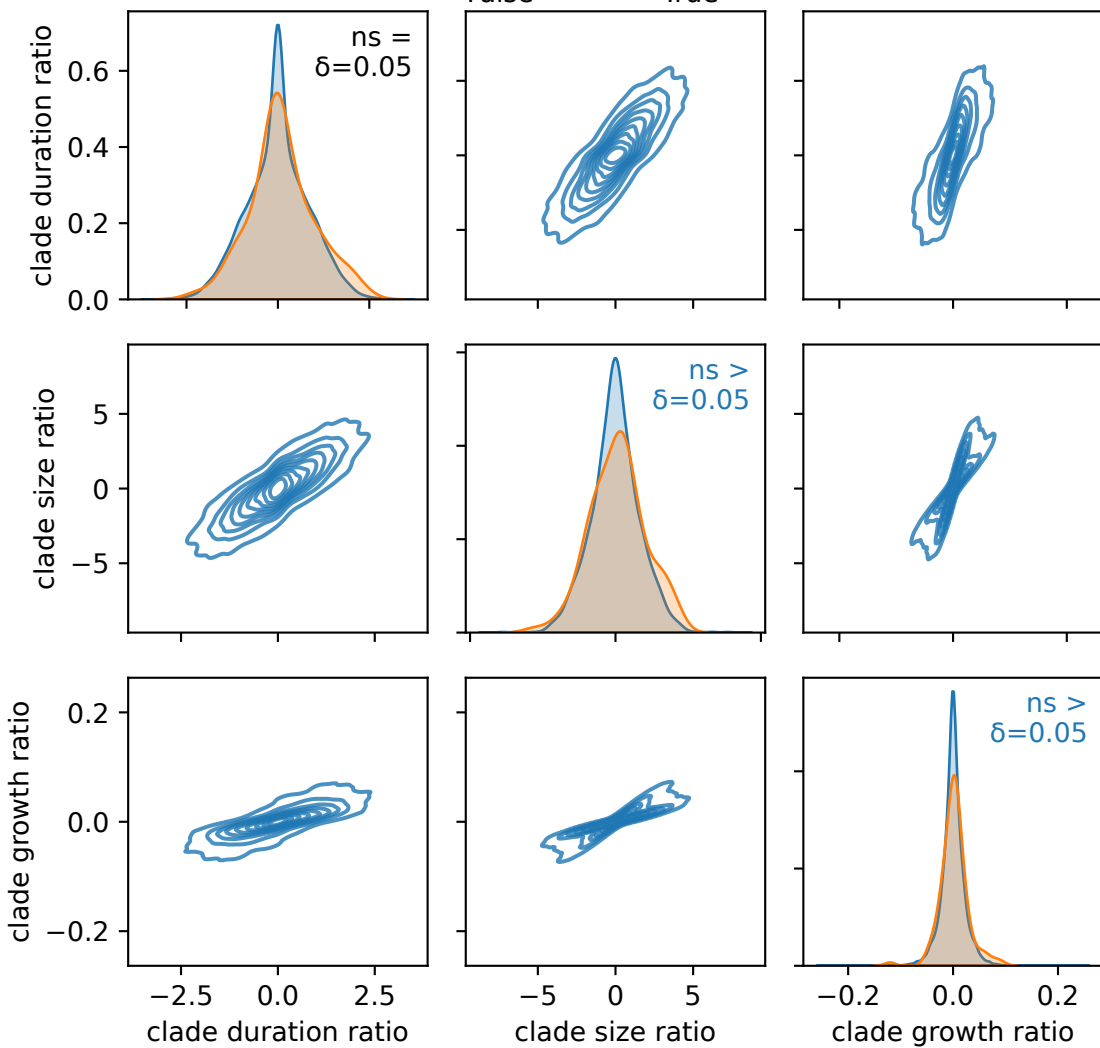 clade duration ratio
0.6
0.4
0.2
0.0
ns =
δ=0.05
clade size ratio
5
0
−5
ns >
δ=0.05
clade growth ratio
0.2
0.0
−0.2
ns >
δ=0.05
−2.5 0.0 2.5
−5 0 5
−0.2 0.0 0.2
clade duration ratio
clade size ratio
clade growth ratio